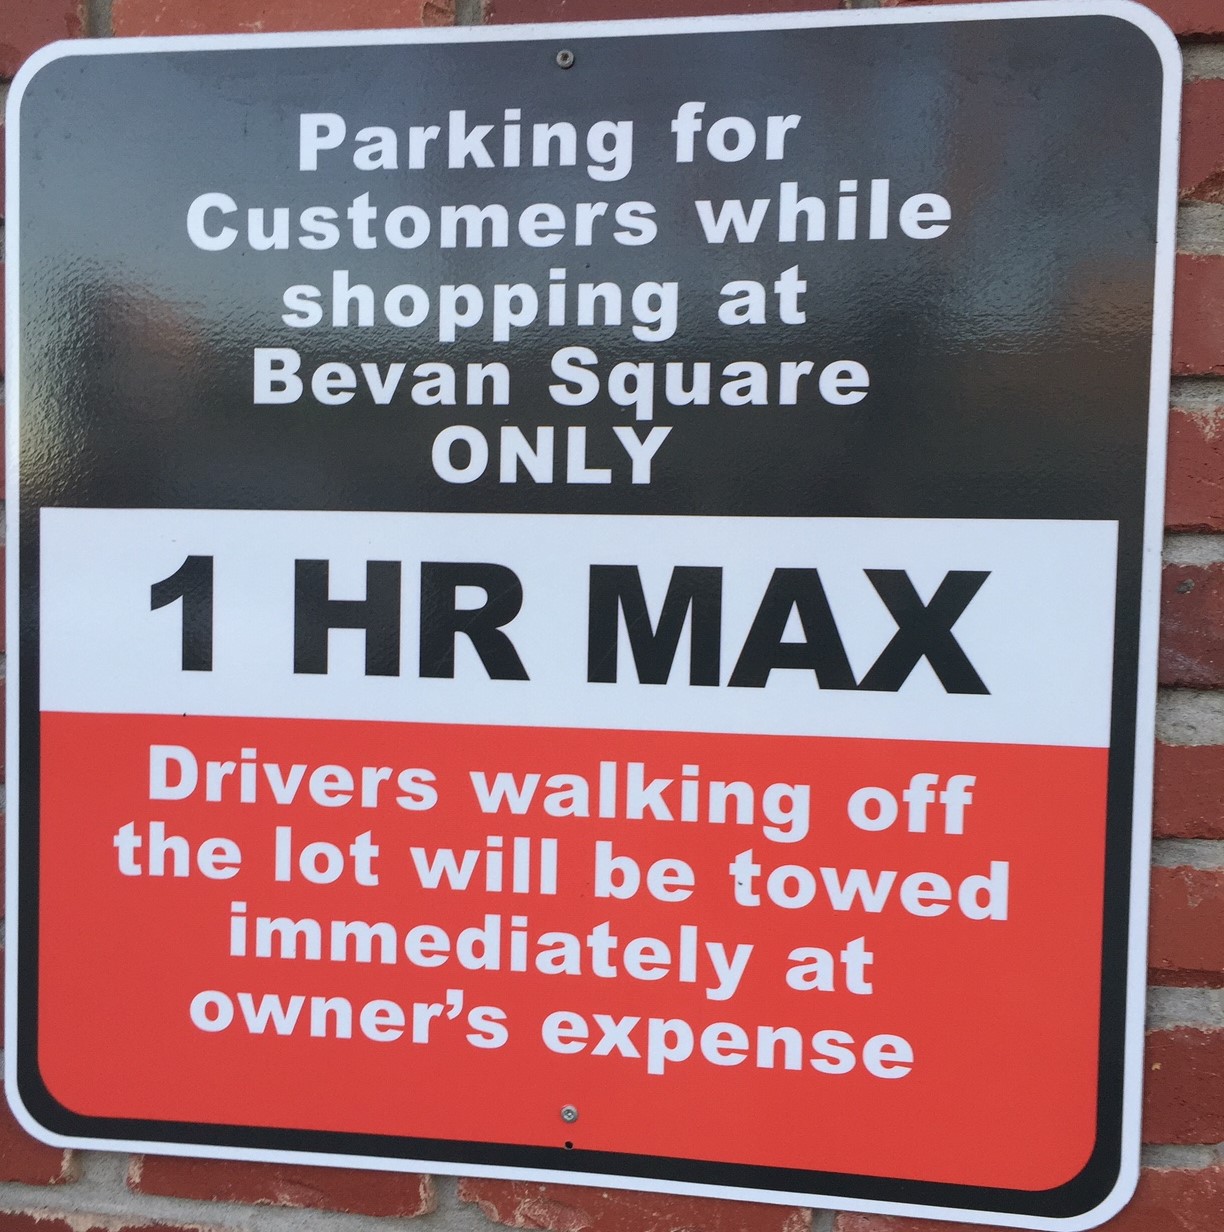 Parking for
Customers while
shopping at
Bevan Square
ONLY
1 HR MAX
Drivers walking off
the lot will be towed
immediately at
owner’s expense